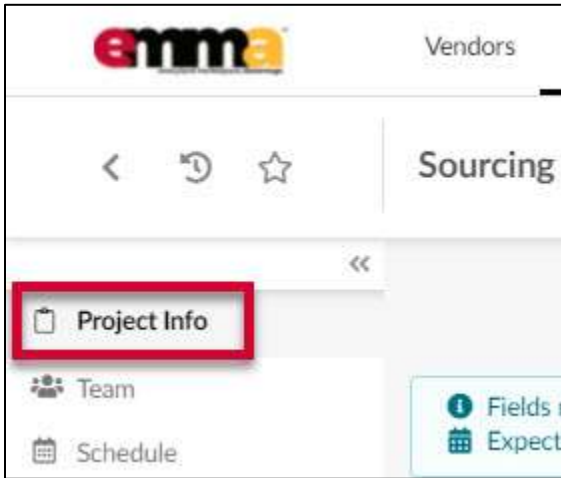 emma
Vendors
Sourcing
Project Info
Team
Schedule
Fields
Expect